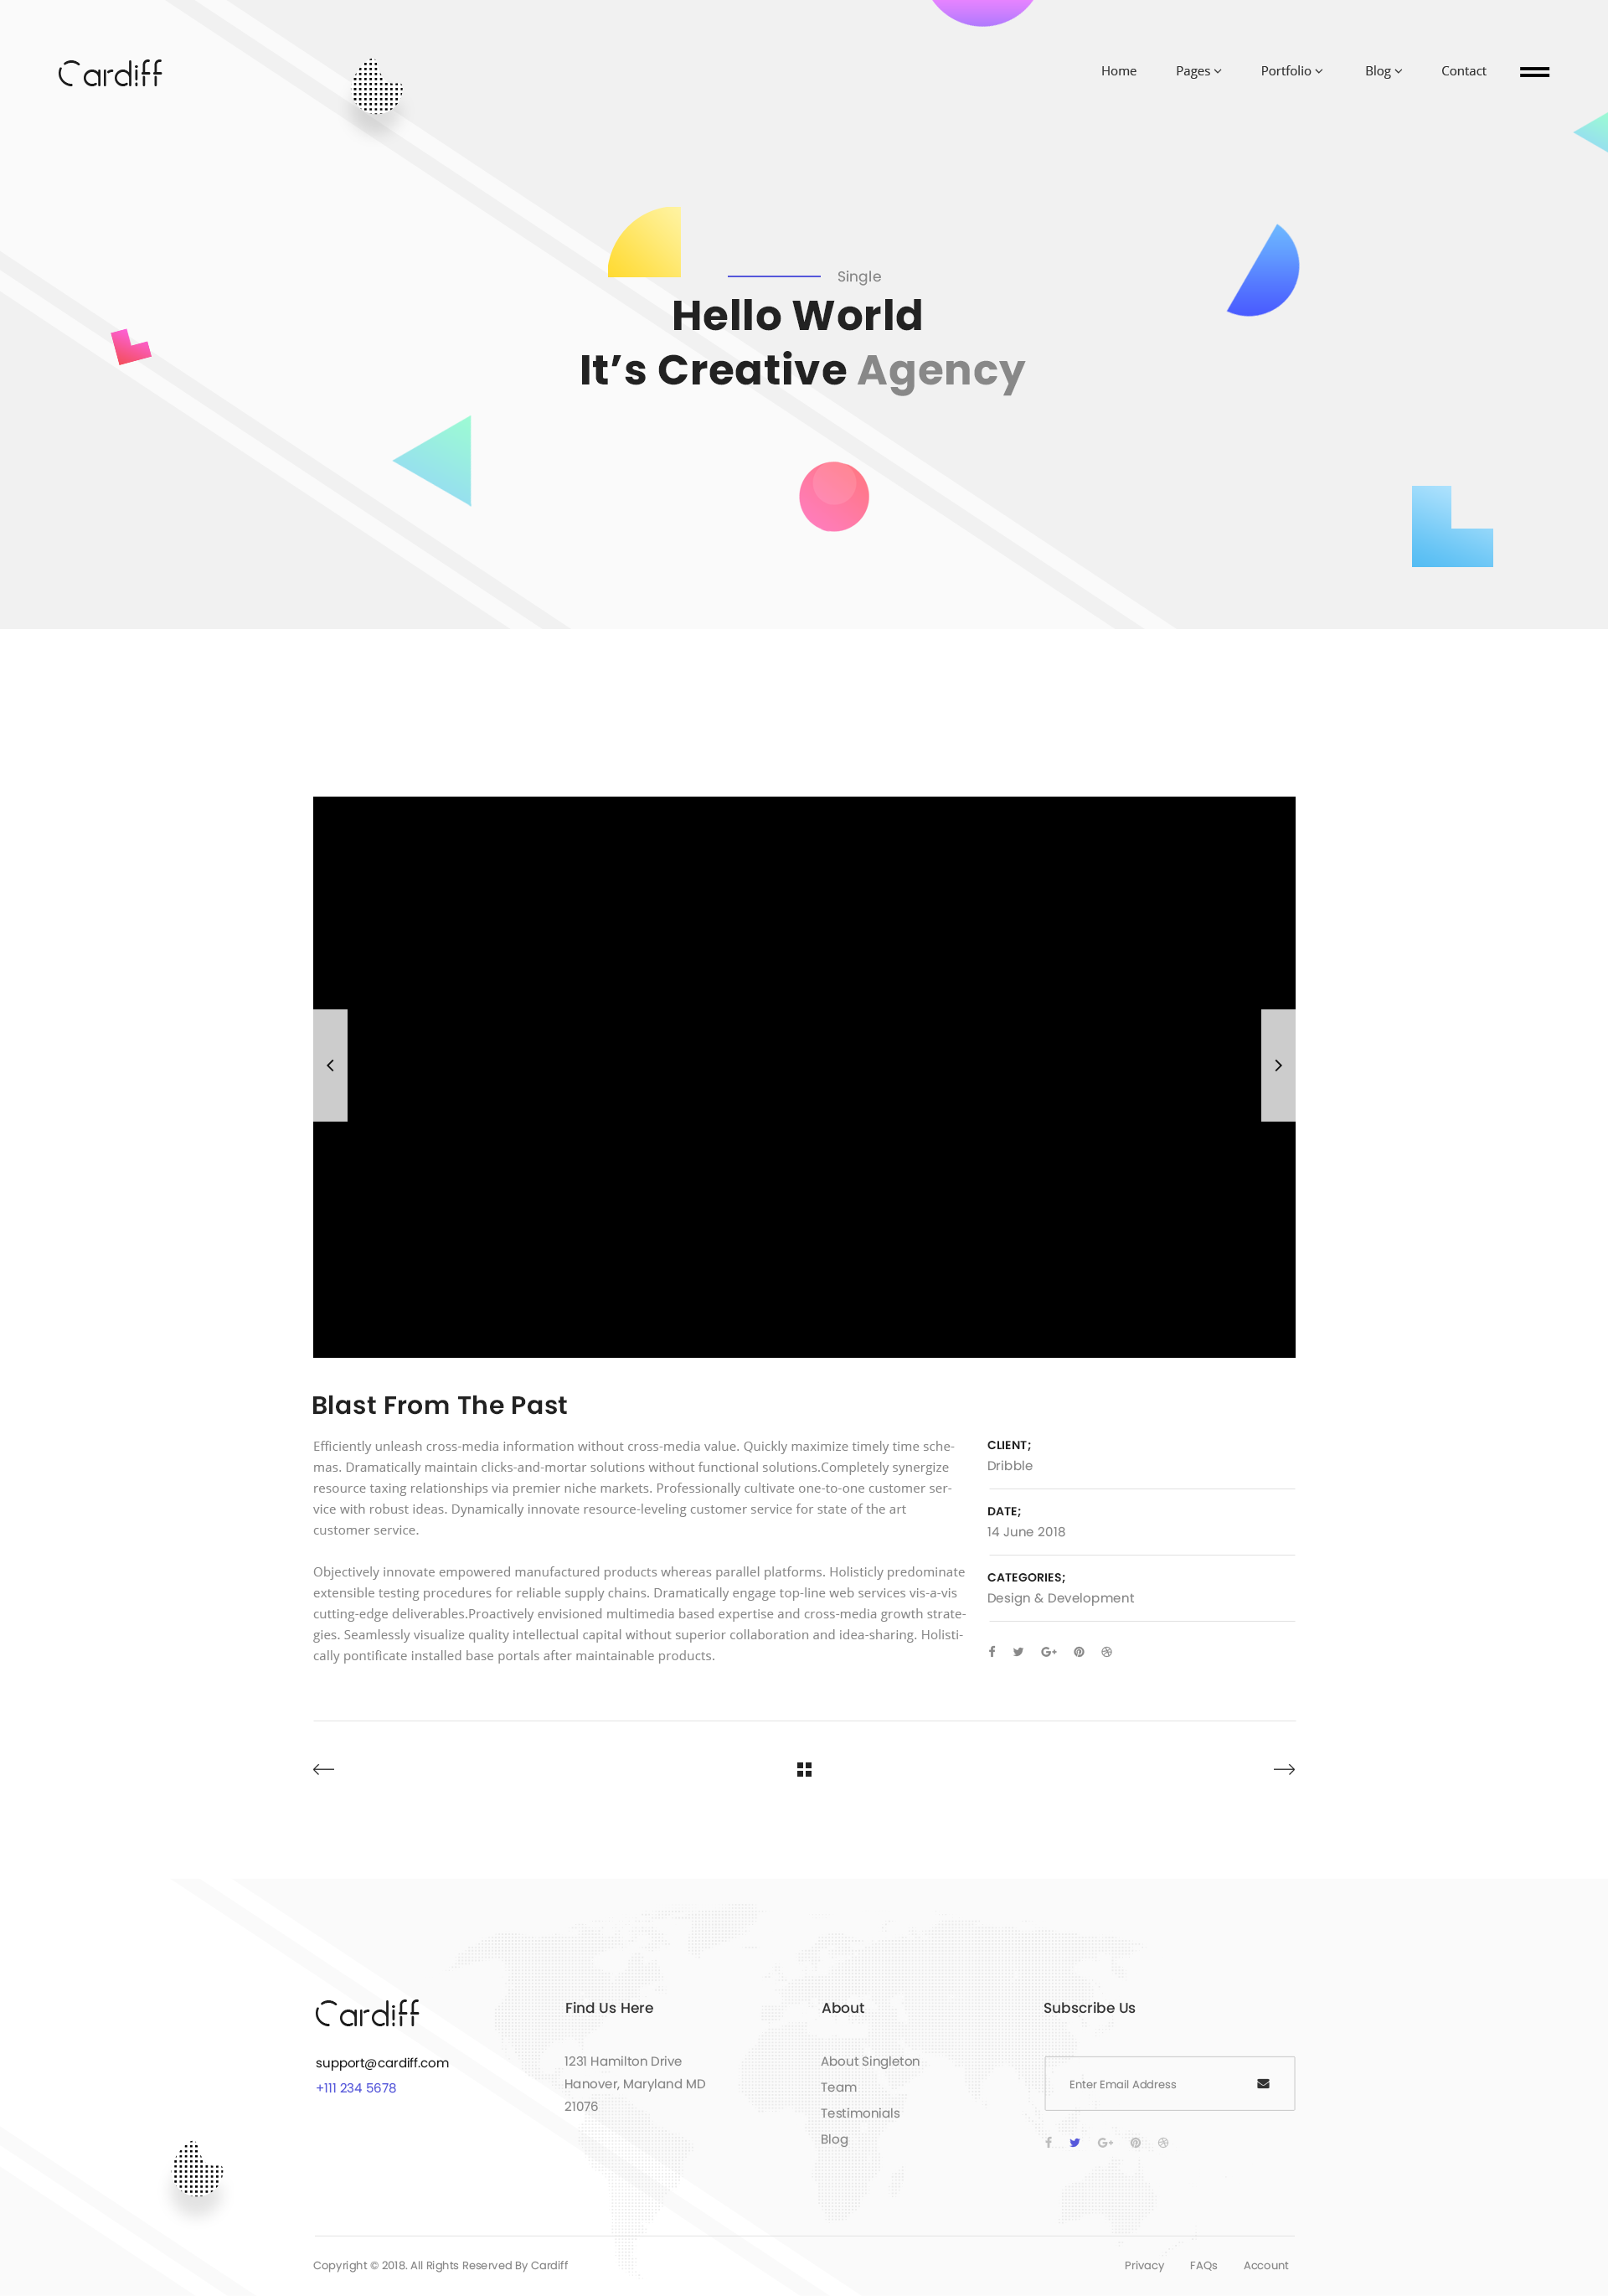 Cardiff
Home Pages Portfolio Blog Contact
Single
Hello World
It’s Creative Agency
Blast From The Past
Efficiently unleash cross-media information without cross-media value. Quickly maximize timely time sche-
mas. Dramatically maintain clicks-and-mortar solutions without functional solutions.Completely synergize
resource taxing relationships via premier niche markets. Professionally cultivate one-to-one customer ser-
vice with robust ideas. Dynamically innovate resource-leveling customer service for state of the art
customer service.
Objectively innovate empowered manufactured products whereas parallel platforms. Holisticly predominate
extensible testing procedures for reliable supply chains. Dramatically engage top-line web services vis-a-vis
cutting-edge deliverables.Proactively envisioned multimedia based expertise and cross-media growth strate-
gies. Seamlessly visualize quality intellectual capital without superior collaboration and idea-sharing. Holisti-
cally pontificate installed base portals after maintainable products.
CLIENT;
Dribble
DATE;
14 June 2018
CATEGORIES;
Design & Development
Cardiff
support@cardiff.com
+111 234 5678
Find Us Here
1231 Hamilton Drive
Hanover, Maryland MD
21076
About
About Singleton
Team
Testimonials
Blog
Subscribe Us
Enter Email Address
Copyright © 2018. All Rights Reserved By Cardiff
Privacy FAQs Account